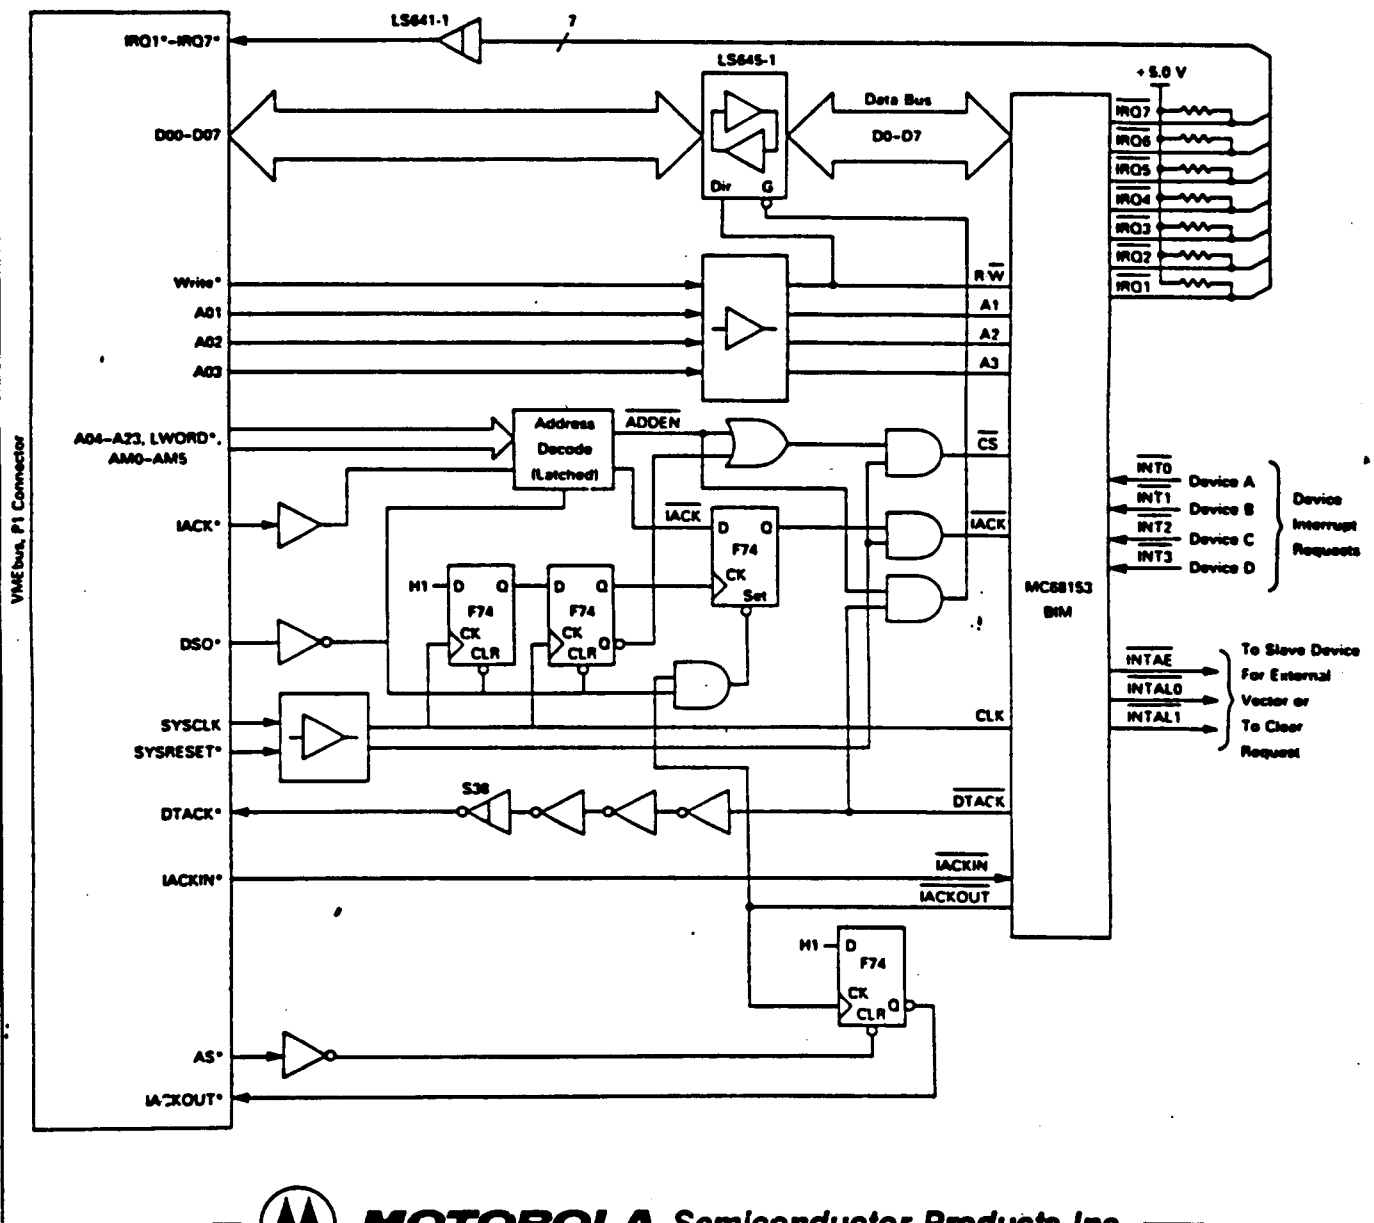 LS641-1
7
IRQ1*-IRQ7*
LS645-1
+ 5.0 V
D00-D07
Data Bus
D0-D7
Dir G
IRQ7
IRQ6
IRQ5
IRQ4
IRQ3
IRQ2
IRQ1
Write*
A01
A02
A03
R W
A1
A2
A3
VMEbus, P1 Connector
A04-A23, LWORD*,
AM0-AM5
Address
Decode
(Latched)
ADDEN
CS
IACK*
IACK
D Q
F74
CK
Set
IACK
INT0
INT1
INT2
INT3
Device A
Device B
Device C
Device D
Device
Interrupt
Requests
MC68153
BIM
H1
D Q
F74
CK
CLR
D Q
F74
CK
Q
CLR
DSO*
SYSCLK
SYSRESET*
CLK
INTAE
INTAL0
INTAL1
To Slave Device
For External
Vector or
To Clear
Request
DTACK*
S38
DTACK
IACKIN*
IACKIN
IACKOUT
H1
D
F74
CK
Q
CLR
AS*
IACKOUT*
MOTOROLA Semiconductor Products Inc.